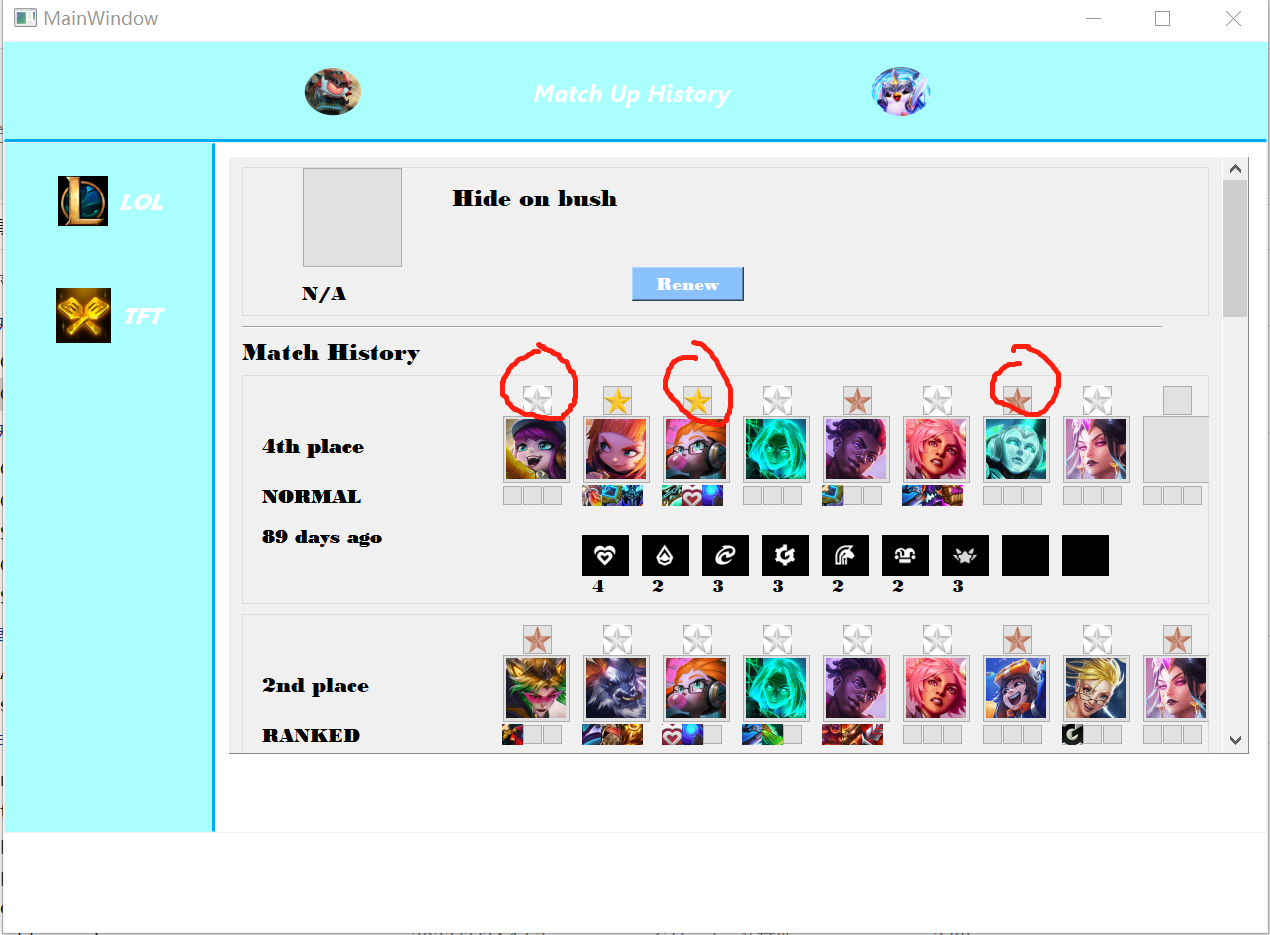 MainWindow
Match Up History
LOL
TFT
Hide on bush
N/A
Renew
Match History
4th place
NORMAL
89 days ago
4 2 3 3 2 2 3
2nd place
RANKED